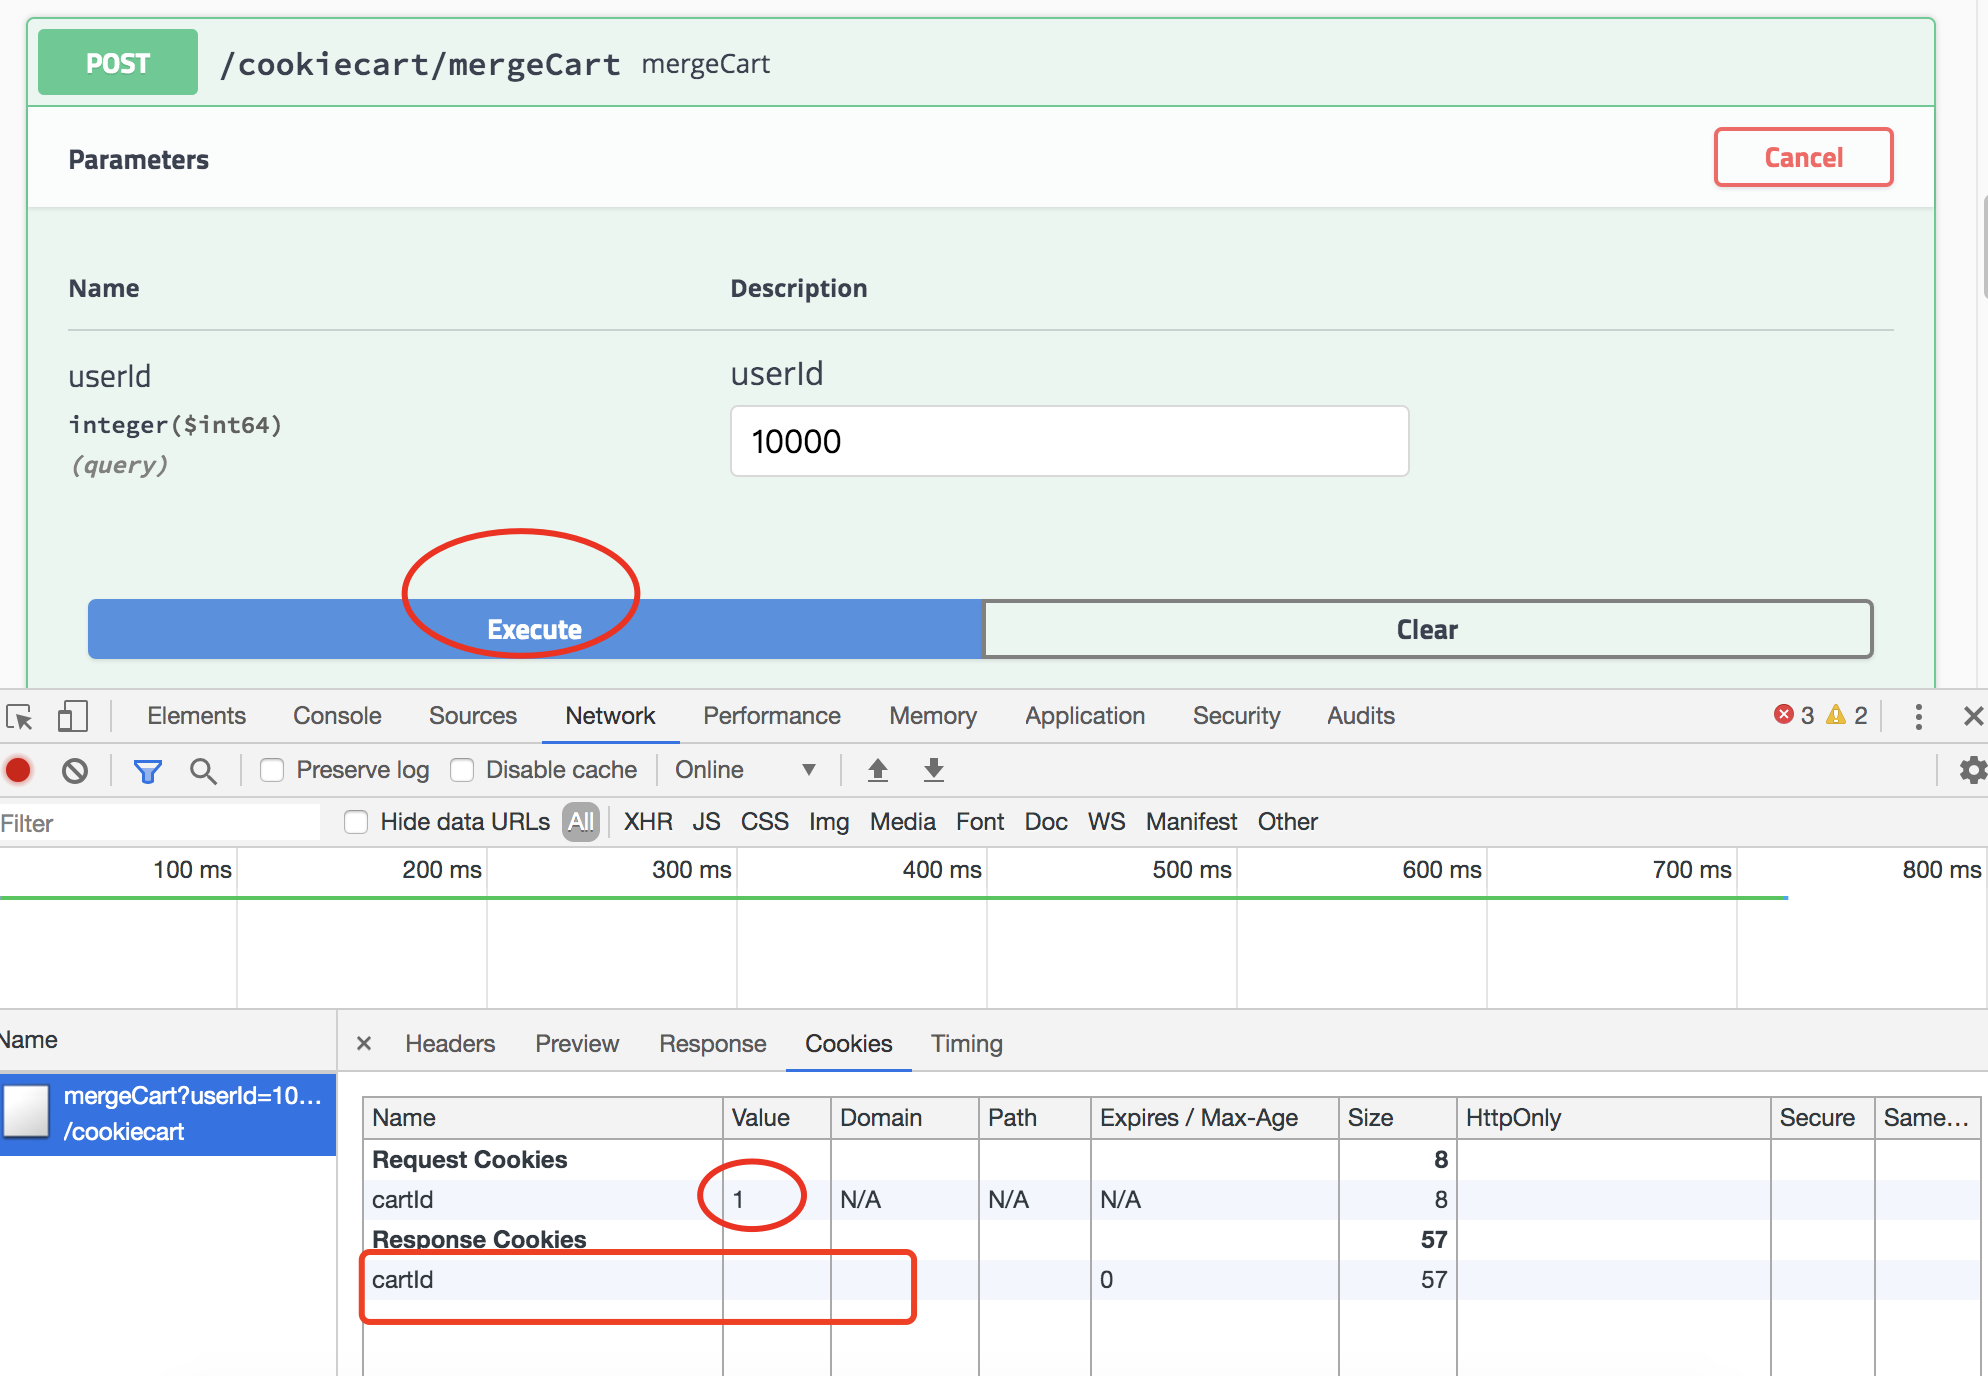 POST /cookiecart/mergeCart mergeCart
Parameters Cancel
Name Description
userId userId
integer($int64) 10000
(query)
Execute Clear
Elements Console Sources Network Performance Memory Application Security Audits 3 2
Preserve log Disable cache Online
Filter Hide data URLs All XHR JS CSS Img Media Font Doc WS Manifest Other
100 ms 200 ms 300 ms 400 ms 500 ms 600 ms 700 ms 800 ms
Name × Headers Preview Response Cookies Timing
mergeCart?userId=10...
/cookiecart
Name Value Domain Path Expires / Max-Age Size HttpOnly Secure Same...
Request Cookies 8
cartId 1 N/A N/A N/A 8
Response Cookies 57
cartId 0 57